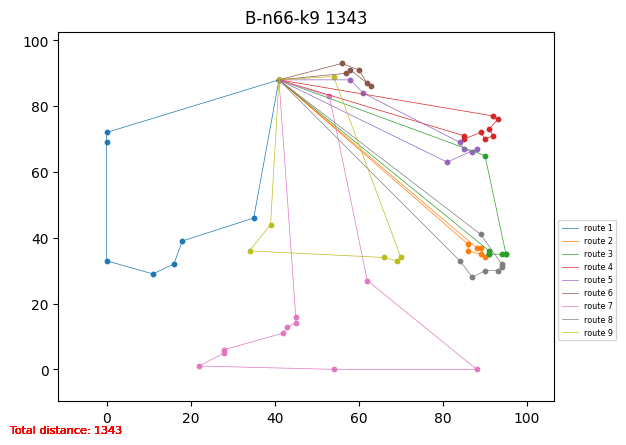 B-n66-k9 1343
100
80
60
40
20
0
0 20 40 60 80 100
route 1
route 2
route 3
route 4
route 5
route 6
route 7
route 8
route 9
Total distance: 1343